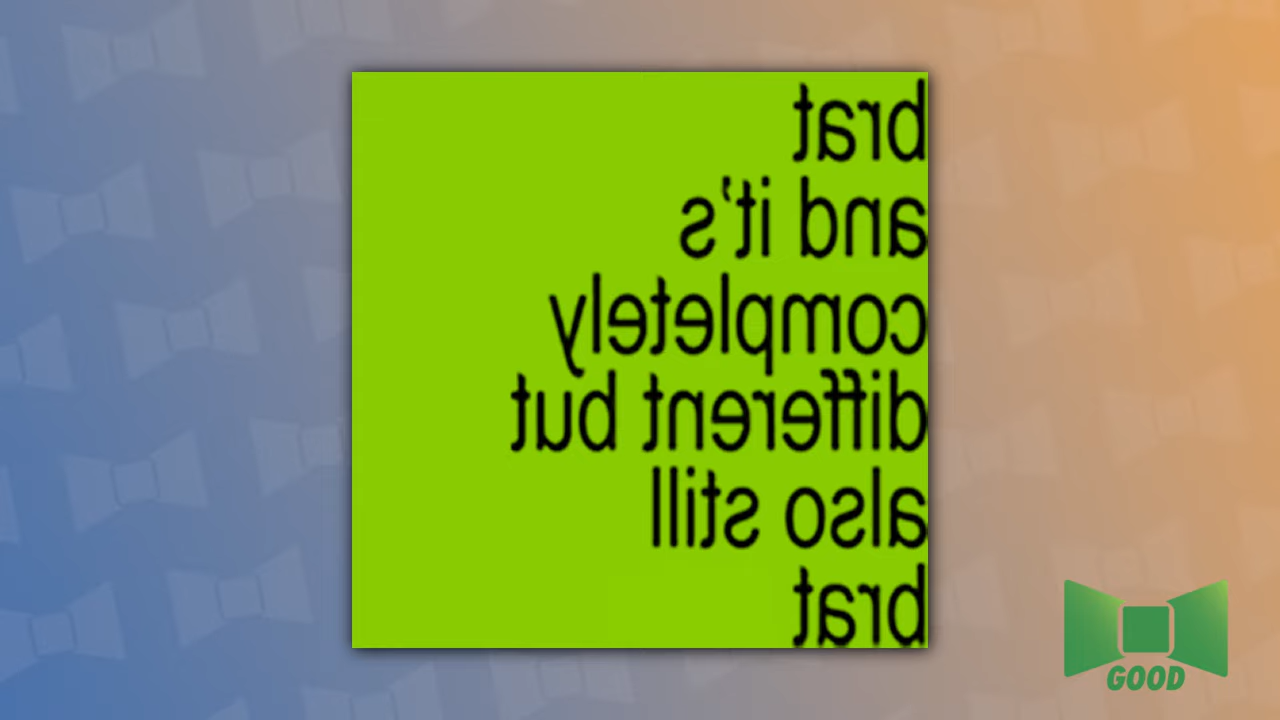 brat
and it's
completely
different but
also still
brat
GOOD